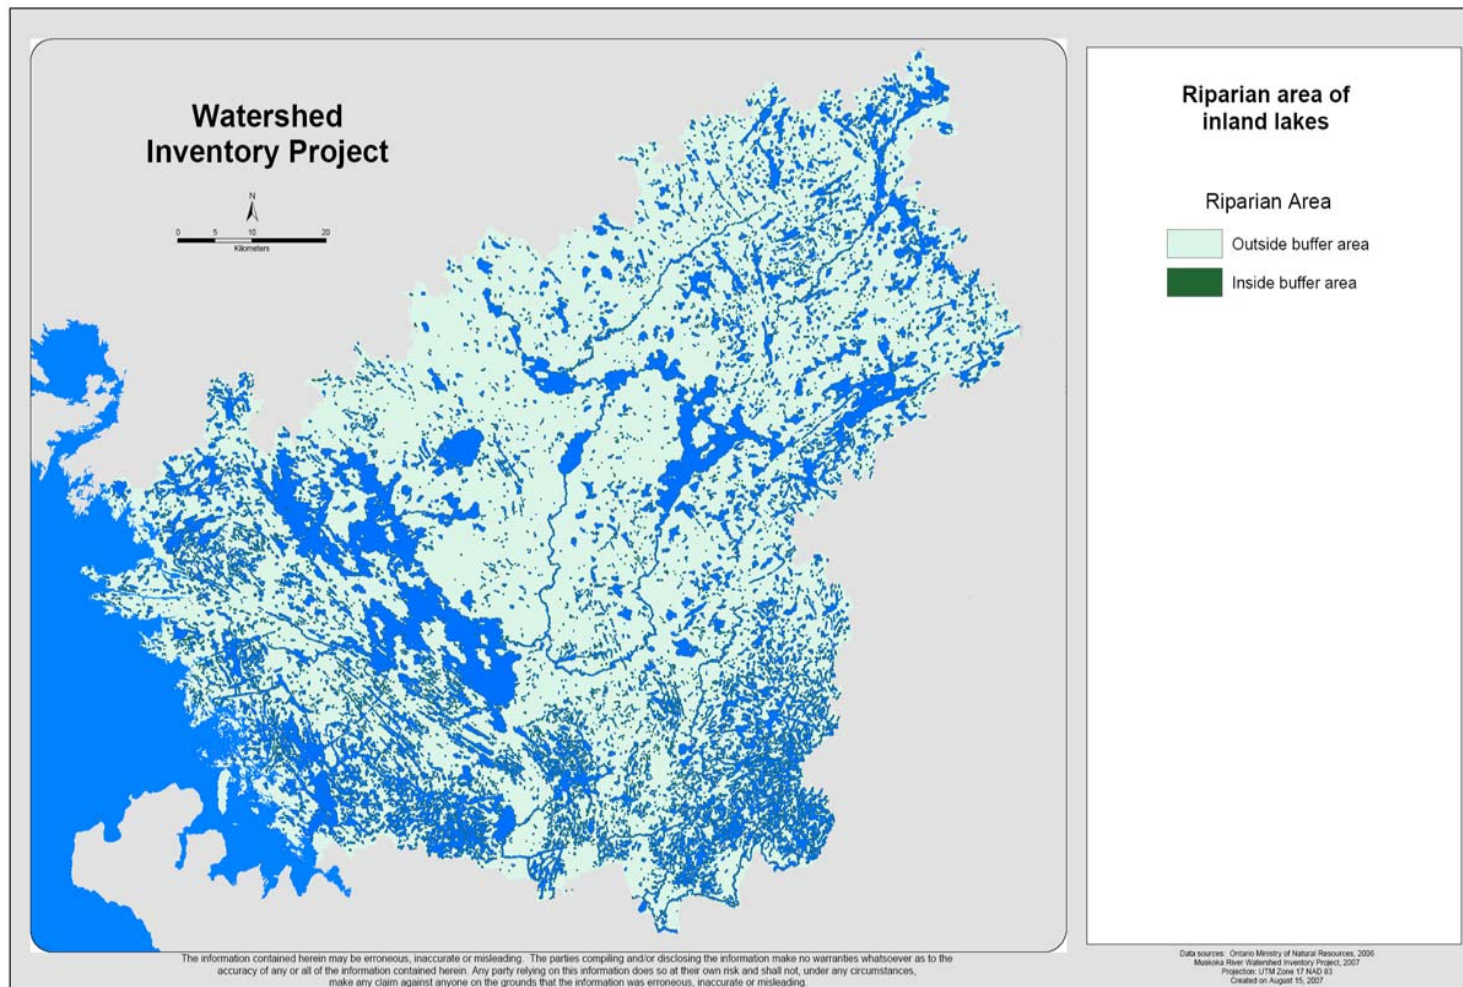 Watershed
Inventory Project
N
0 5 10 20
Kilometers
Riparian area of
inland lakes
Riparian Area
Outside buffer area
Inside buffer area
The information contained herein may be erroneous, inaccurate or misleading. The parties compiling and/or disclosing the information make no warranties whatsoever as to the
accuracy of any or all of the information contained herein. Any party relying on this information does so at their own risk and shall not, under any circumstances,
make any claim against anyone on the grounds that the information was erroneous, inaccurate or misleading.
Data sources: Ontario Ministry of Natural Resources, 2006
Muskoka River Watershed Inventory Project, 2007
Projection: UTM Zone 17 NAD 83
Created on August 15, 2007